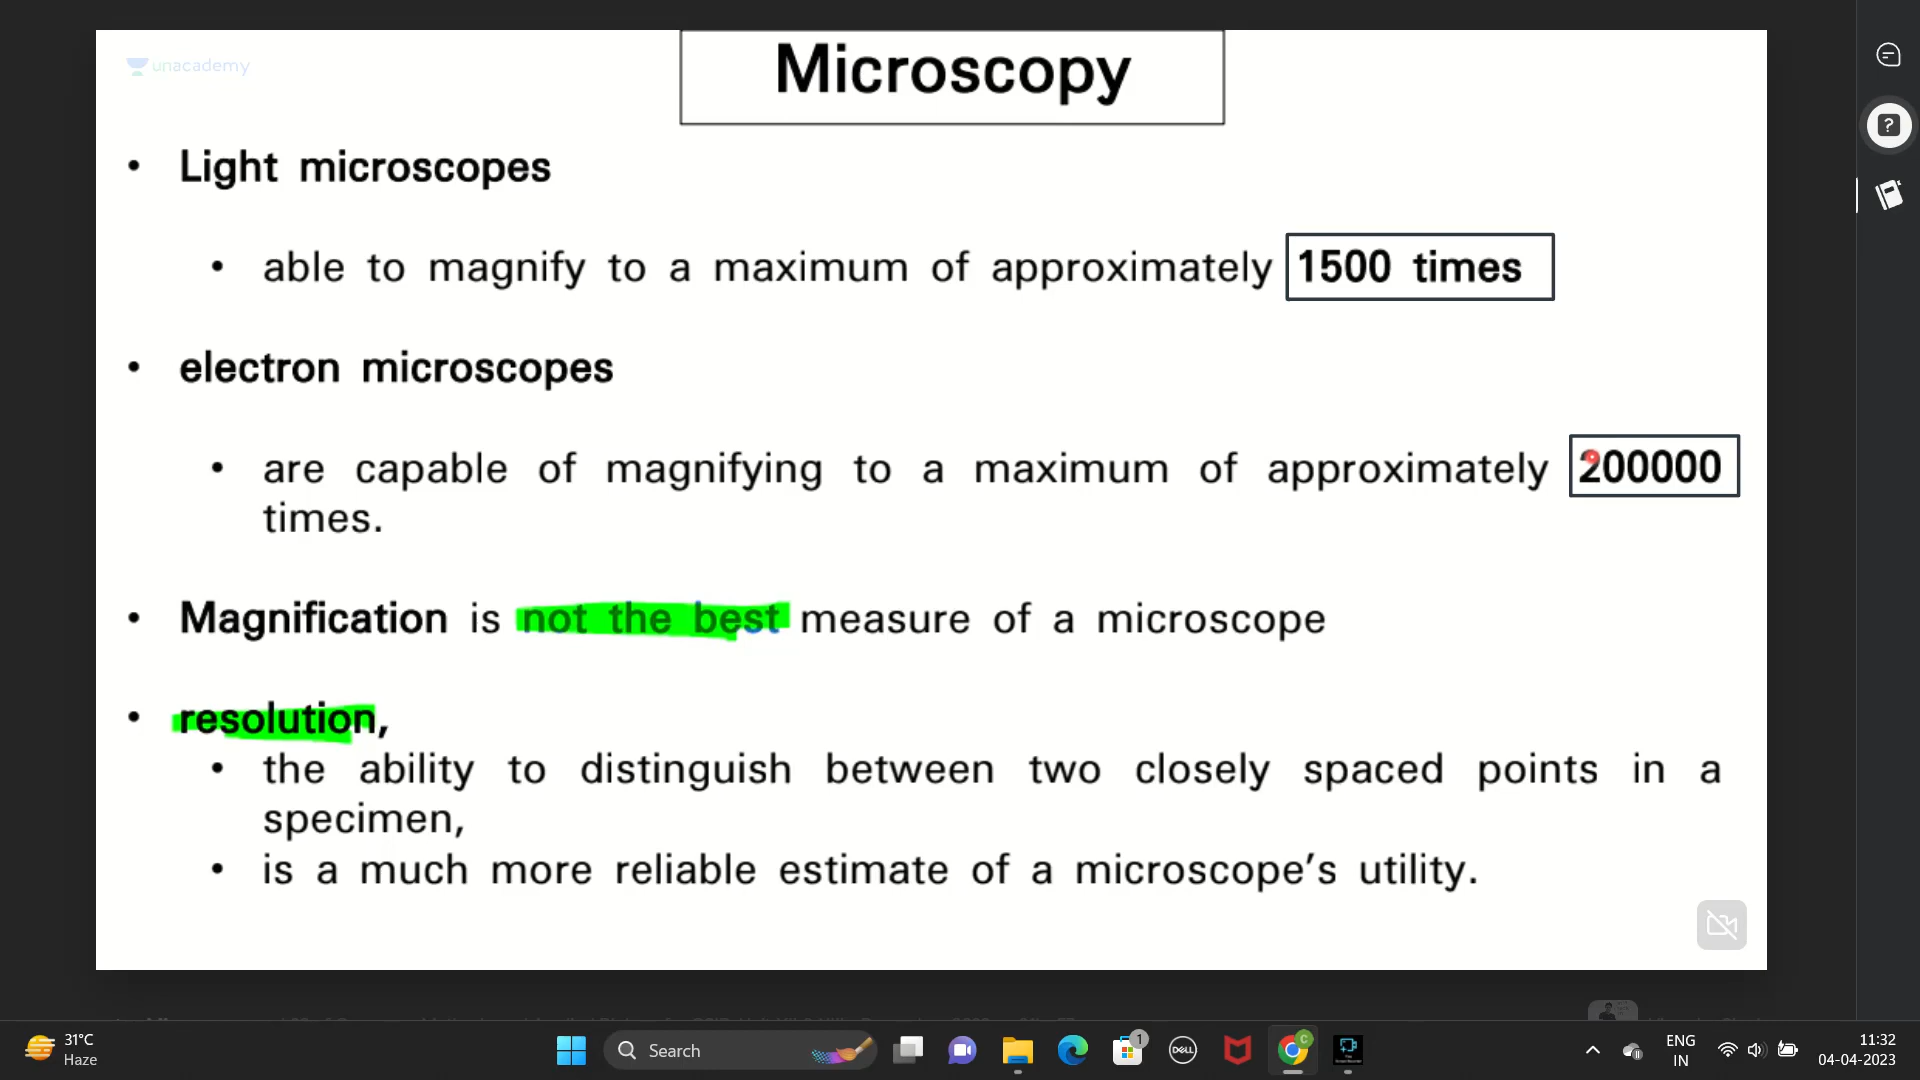 unacademy
Microscopy
• Light microscopes
• able to magnify to a maximum of approximately 1500 times
• electron microscopes
• are capable of magnifying to a maximum of approximately 200000
times.
• Magnification is not the best measure of a microscope
• resolution,
• the ability to distinguish between two closely spaced points in a
specimen,
• is a much more reliable estimate of a microscope's utility.
31°C
Haze
Search
1
DELL
C
ENG
IN
11:32
04-04-2023